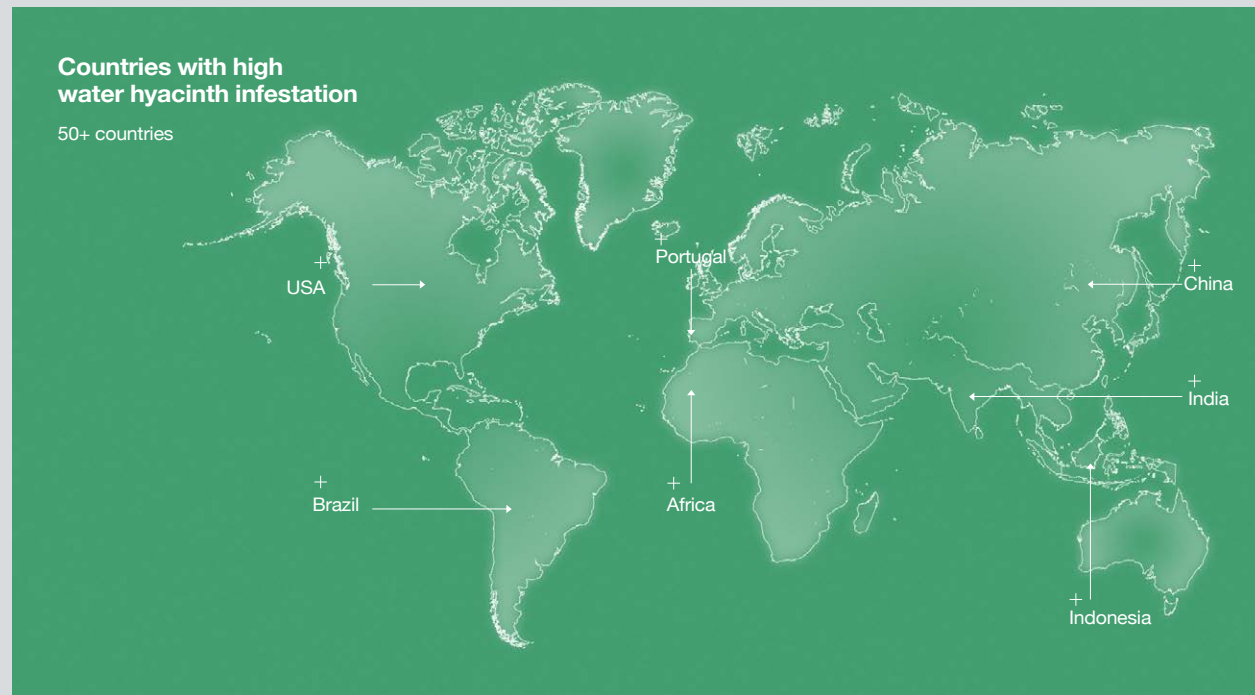 Countries with high
water hyacinth infestation
50+ countries
Portugal
USA
China
India
Brazil
Africa
Indonesia